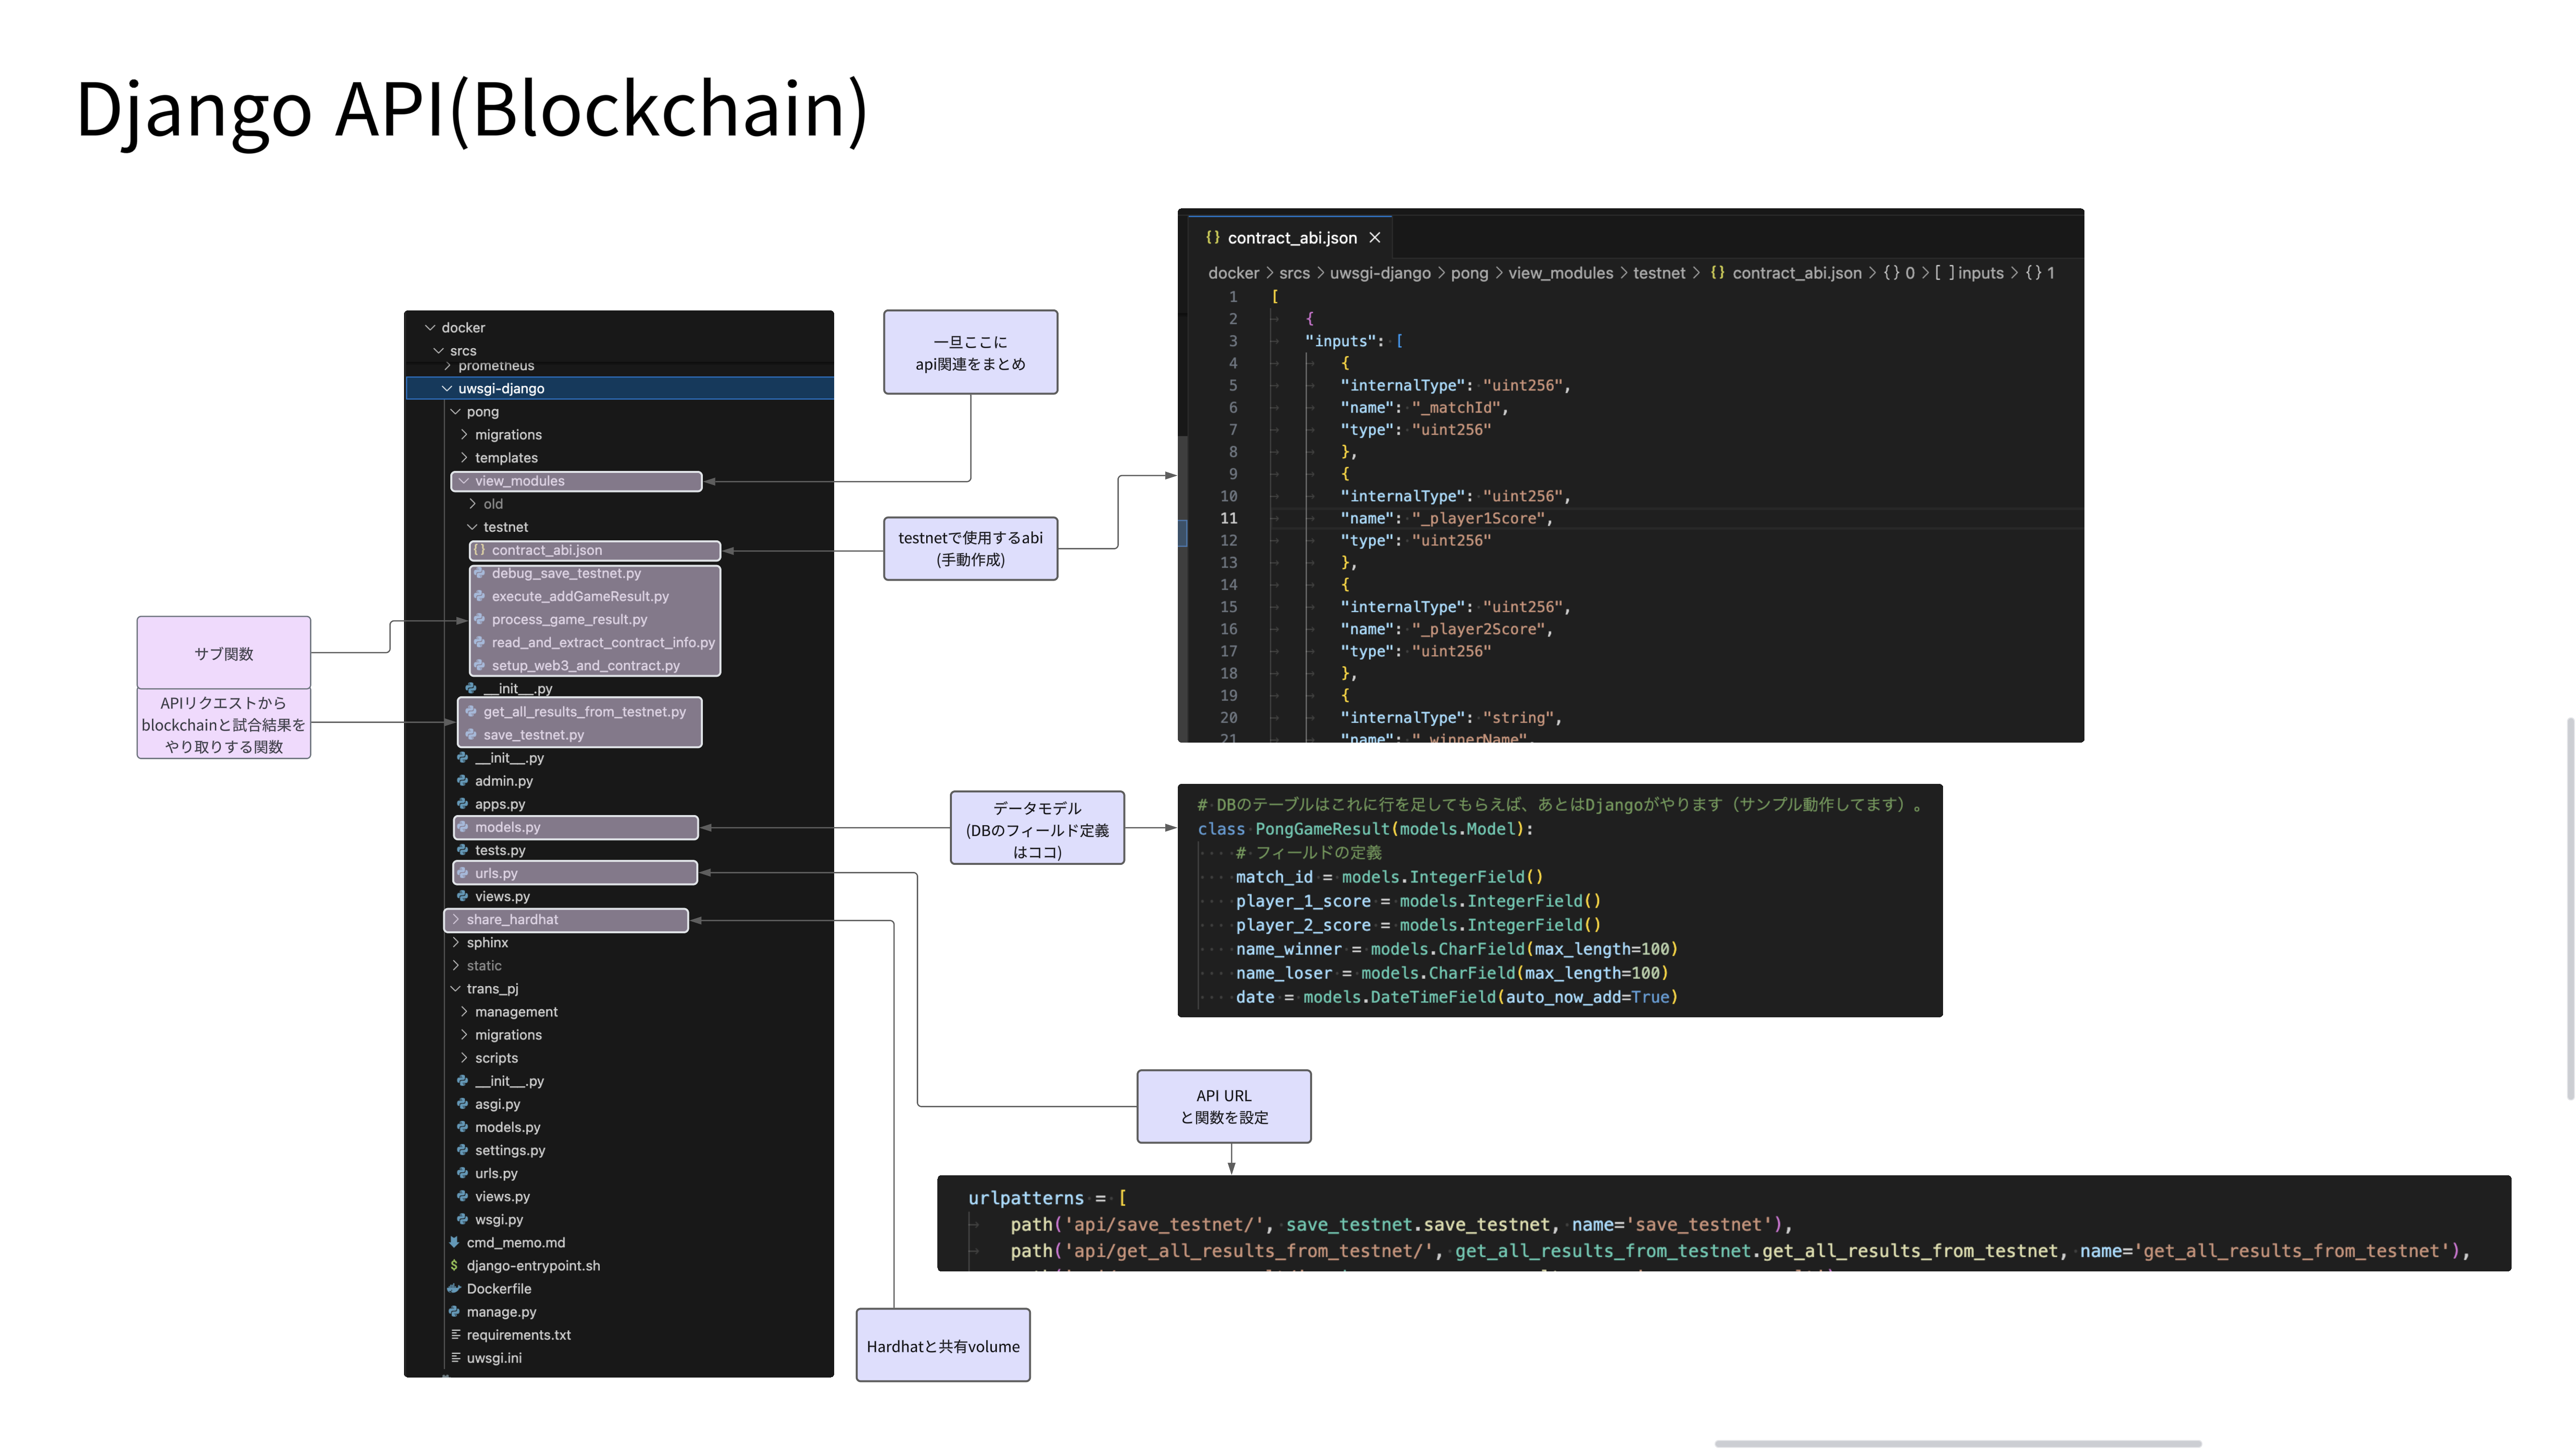 Django API(Blockchain)
docker
srcs
prometheus
uwsgi-django
pong
migrations
templates
view_modules
old
testnet
{} contract_abi.json
debug_save_testnet.py
execute_addGameResult.py
process_game_result.py
read_and_extract_contract_info.py
setup_web3_and_contract.py
__init__.py
get_all_results_from_testnet.py
save_testnet.py
__init__.py
admin.py
apps.py
models.py
tests.py
urls.py
views.py
share_hardhat
sphinx
static
trans_pj
management
migrations
scripts
__init__.py
asgi.py
models.py
settings.py
urls.py
views.py
wsgi.py
cmd_memo.md
$ django-entrypoint.sh
Dockerfile
manage.py
requirements.txt
uwsgi.ini
サブ関数
APIリクエストから
blockchainと試合結果を
やり取りする関数
一旦ここに
api関連をまとめ
testnetで使用するabi
(手動作成)
データモデル
(DBのフィールド定義
はココ)
API URL
と関数を設定
Hardhatと共有volume
{} contract_abi.json ×
docker > srcs > uwsgi-django > pong > view_modules > testnet > {} contract_abi.json > {} 0 > [ ] inputs > {} 1
1 [
2 {
3 "inputs": [
4 {
5 "internalType": "uint256",
6 "name": "_matchId",
7 "type": "uint256"
8 },
9 {
10 "internalType": "uint256",
11 "name": "_player1Score",
12 "type": "uint256"
13 },
14 {
15 "internalType": "uint256",
16 "name": "_player2Score",
17 "type": "uint256"
18 },
19 {
20 "internalType": "string",
21 "name": "_winnerName",
# DBのテーブルはこれに行を足してもらえば、あとはDjangoがやります（サンプル動作してます）。
class PongGameResult(models.Model):
# フィールドの定義
match_id = models.IntegerField()
player_1_score = models.IntegerField()
player_2_score = models.IntegerField()
name_winner = models.CharField(max_length=100)
name_loser = models.CharField(max_length=100)
date = models.DateTimeField(auto_now_add=True)
urlpatterns = [
path('api/save_testnet/', save_testnet.save_testnet, name='save_testnet'),
path('api/get_all_results_from_testnet/', get_all_results_from_testnet.get_all_results_from_testnet, name='get_all_results_from_testnet'),